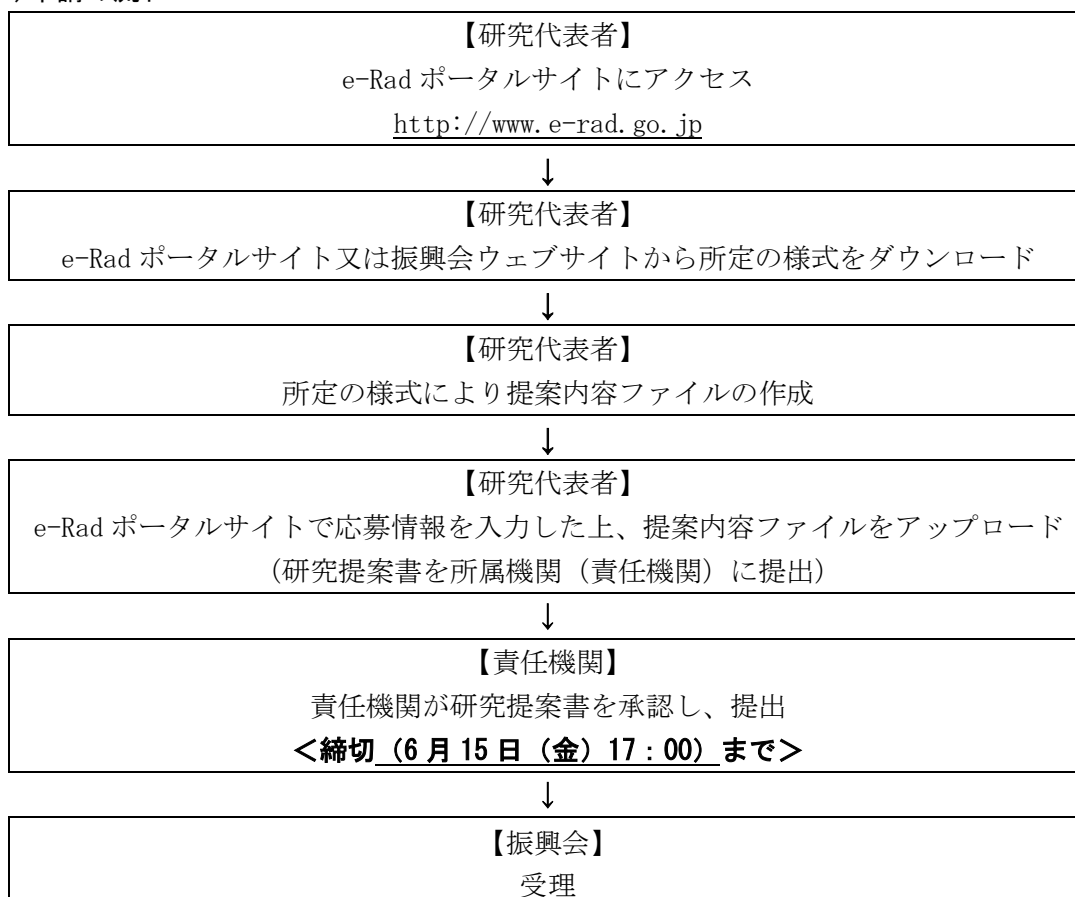 【研究代表者】
e-Rad ポータルサイトにアクセス
http://www.e-rad.go.jp
↓
【研究代表者】
e-Rad ポータルサイト又は振興会ウェブサイトから所定の様式をダウンロード
↓
【研究代表者】
所定の様式により提案内容ファイルの作成
↓
【研究代表者】
e-Rad ポータルサイトで応募情報を入力した上、提案内容ファイルをアップロード
(研究提案書を所属機関（責任機関）に提出)
↓
【責任機関】
責任機関が研究提案書を承認し、提出
＜締切（6 月 15 日（金）17：00）まで＞
↓
【振興会】
受理